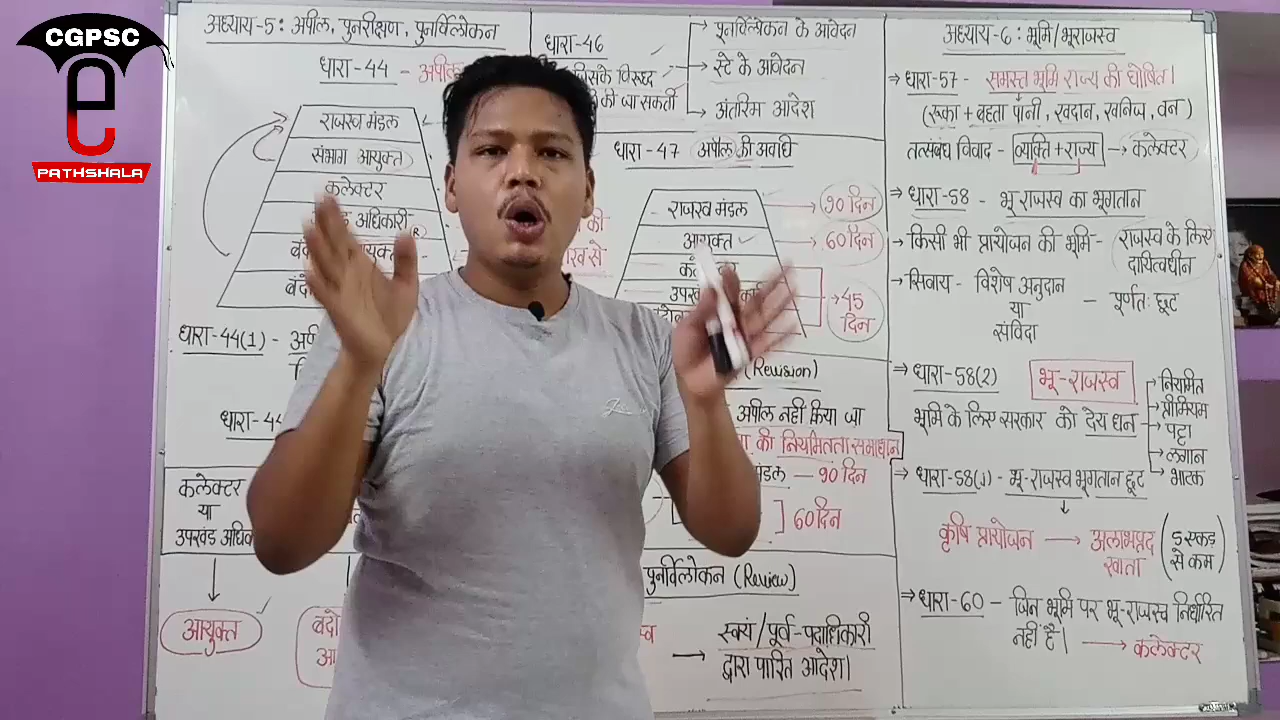 CGPSC
PATHSHALA
अध्याय-5: अपील, पुनरीक्षण, पुनर्विलोकन
धारा-44 - अपील
राजस्व मंडल
संभाग आयुक्त
कलेक्टर
अधिकारी
धारा-44(1) -
धारा-44
कलेक्टर
या
उपखंड
आयुक्त
धारा-46
जिसके विरूद्ध
की जा सकती
पुनर्विलोकन के आवेदन
स्टे के आवेदन
अंतरिम आदेश
धारा-47 अपील की अवधि
राजस्व मंडल
90 दिन
आयुक्त
60 दिन
45
दिन
की
से
(Revision)
अपील नहीं किया जा
की नियमितता समाधान
मंडल — 90 दिन
60 दिन
पुनर्विलोकन (Review)
स्वयं/पूर्व-पदाधिकारी
द्वारा पारित आदेश।
अध्याय-6: भूमि/भूराजस्व
धारा-57 - समस्त भूमि राज्य की घोषित।
(रूका + बहता पानी, खदान, खनिज, वन)
तत्संबंध विवाद - व्यक्ति + राज्य → कलेक्टर
धारा-58 - भू राजस्व का भूगतान
किसी भी प्रायोजन की भूमि - राजस्व के लिए
दायित्वधीन
सिवाय - विशेष अनुदान
या
संविदा
- पूर्णतः छूट
धारा-58(2) भू-राजस्व
भूमि के लिए सरकार को देय धन
नियमित
प्रीमियम
पट्टा
लगान
भाटक
धारा-58(1) - भू-राजस्व भूगतान छूट
कृषि प्रायोजन → अलाभप्रद
खाता
(5 एकड़
से कम)
धारा-60 - जिन भूमि पर भू-राजस्व निर्धारित
नहीं है। → कलेक्टर